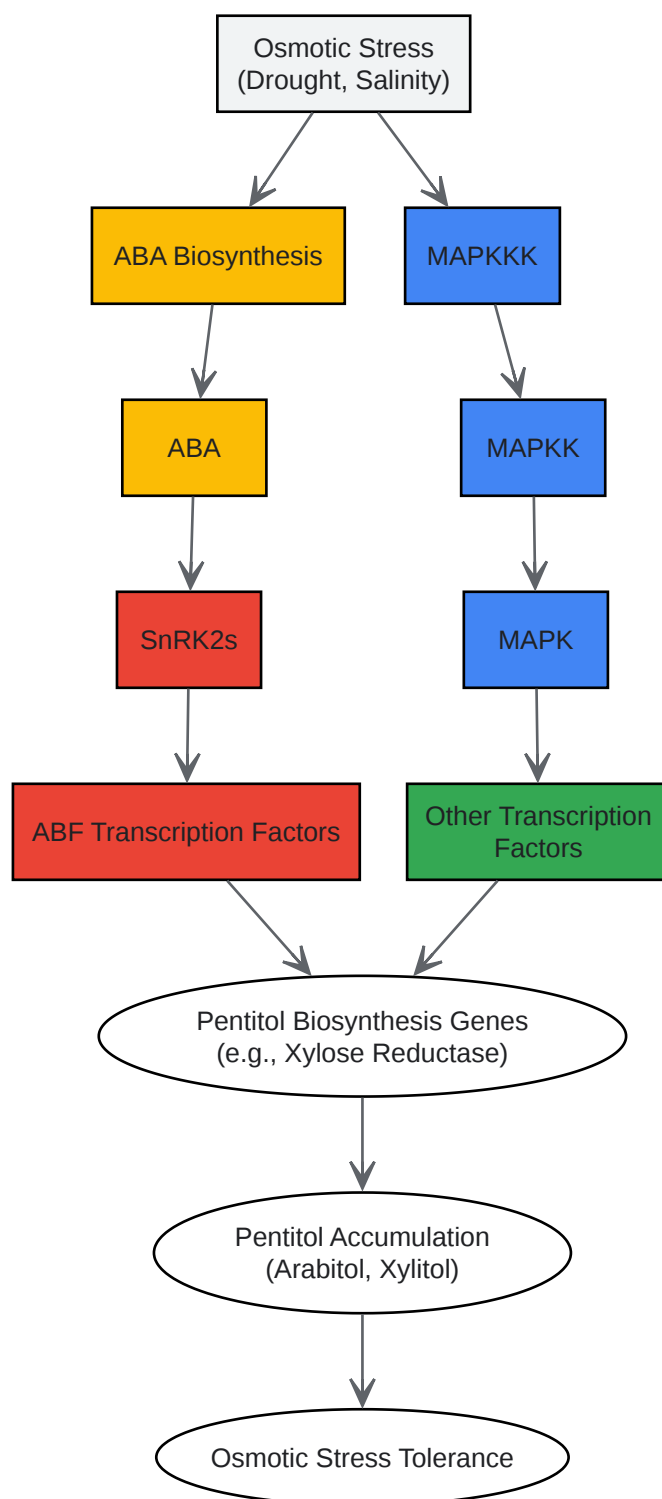 Osmotic Stress
(Drought, Salinity)
ABA Biosynthesis
MAPKKK
ABA
MAPKK
SnRK2s
MAPK
ABF Transcription Factors
Other Transcription
Factors
Pentitol Biosynthesis Genes
(e.g., Xylose Reductase)
Pentitol Accumulation
(Arabitol, Xylitol)
Osmotic Stress Tolerance